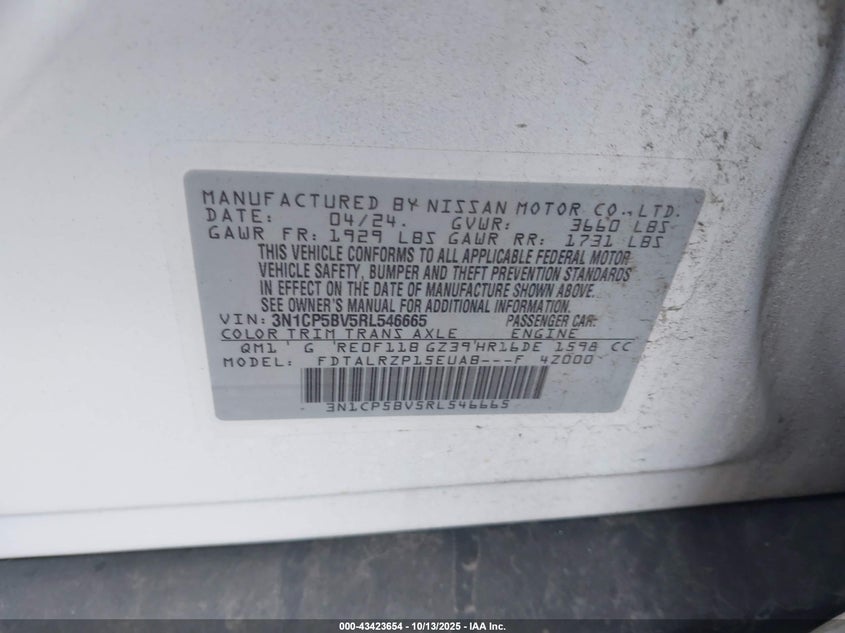 MANUFACTURED BY NISSAN MOTOR CO., LTD.
DATE: 04/24. GVWR: 3660 LBS
GAWR FR: 1929 LBS GAWR RR: 1731 LBS
THIS VEHICLE CONFORMS TO ALL APPLICABLE FEDERAL MOTOR
VEHICLE SAFETY, BUMPER AND THEFT PREVENTION STANDARDS
IN EFFECT ON THE DATE OF MANUFACTURE SHOWN ABOVE.
SEE OWNER'S MANUAL FOR ADDITIONAL INFORMATION.
VIN: 3N1CP5BV5RL546665 PASSENGER CAR:
COLOR TRIM TRANS AXLE ENGINE
QM1 ' G ' RE0F11B GZ39'HR16DE 1598 CC
MODEL: FDTALRZP15EUAB---F 4Z000
3N1CP5BV5RL546665
000-43423654 - 10/13/2025 - IAA Inc.